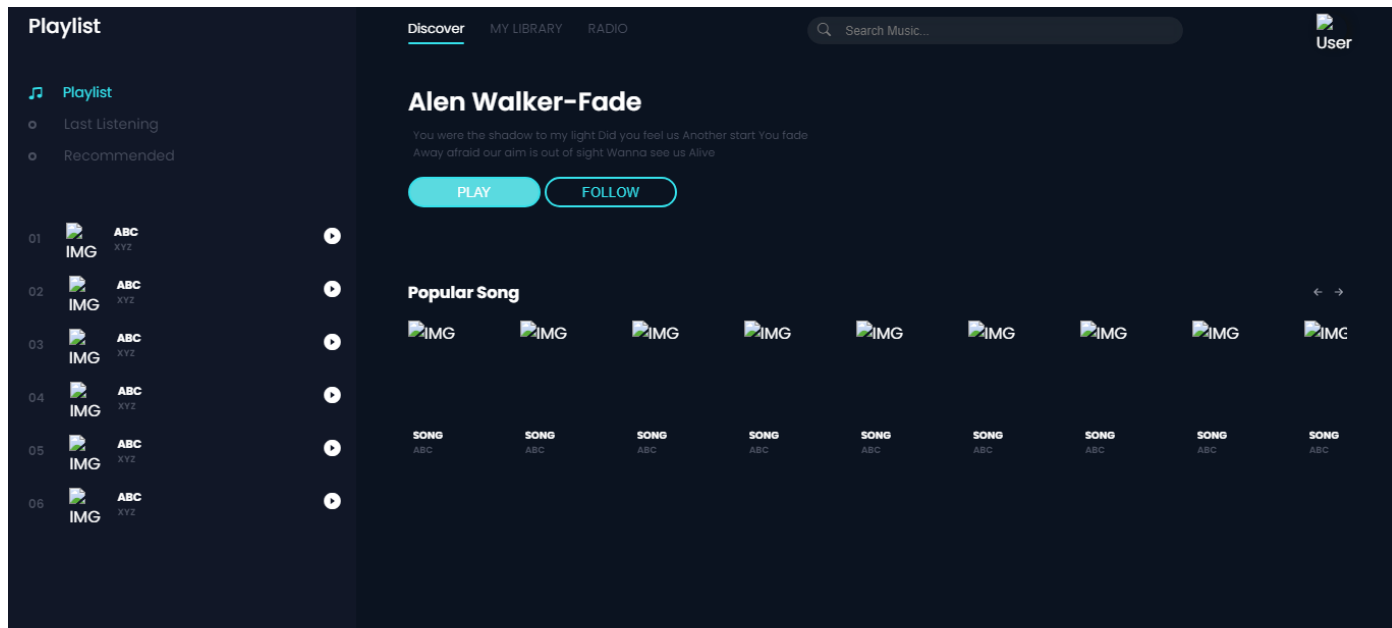 Playlist
Playlist
Last Listening
Recommended
01 IMG ABC
XYZ
02 IMG ABC
XYZ
03 IMG ABC
XYZ
04 IMG ABC
XYZ
05 IMG ABC
XYZ
06 IMG ABC
XYZ
Discover MY LIBRARY RADIO Search Music... User
Alen Walker-Fade
You were the shadow to my light Did you feel us Another start You fade
Away afraid our aim is out of sight Wanna see us Alive
PLAY FOLLOW
Popular Song
IMG IMG IMG IMG IMG IMG IMG IMG IMG
SONG SONG SONG SONG SONG SONG SONG SONG SONG
ABC ABC ABC ABC ABC ABC ABC ABC ABC